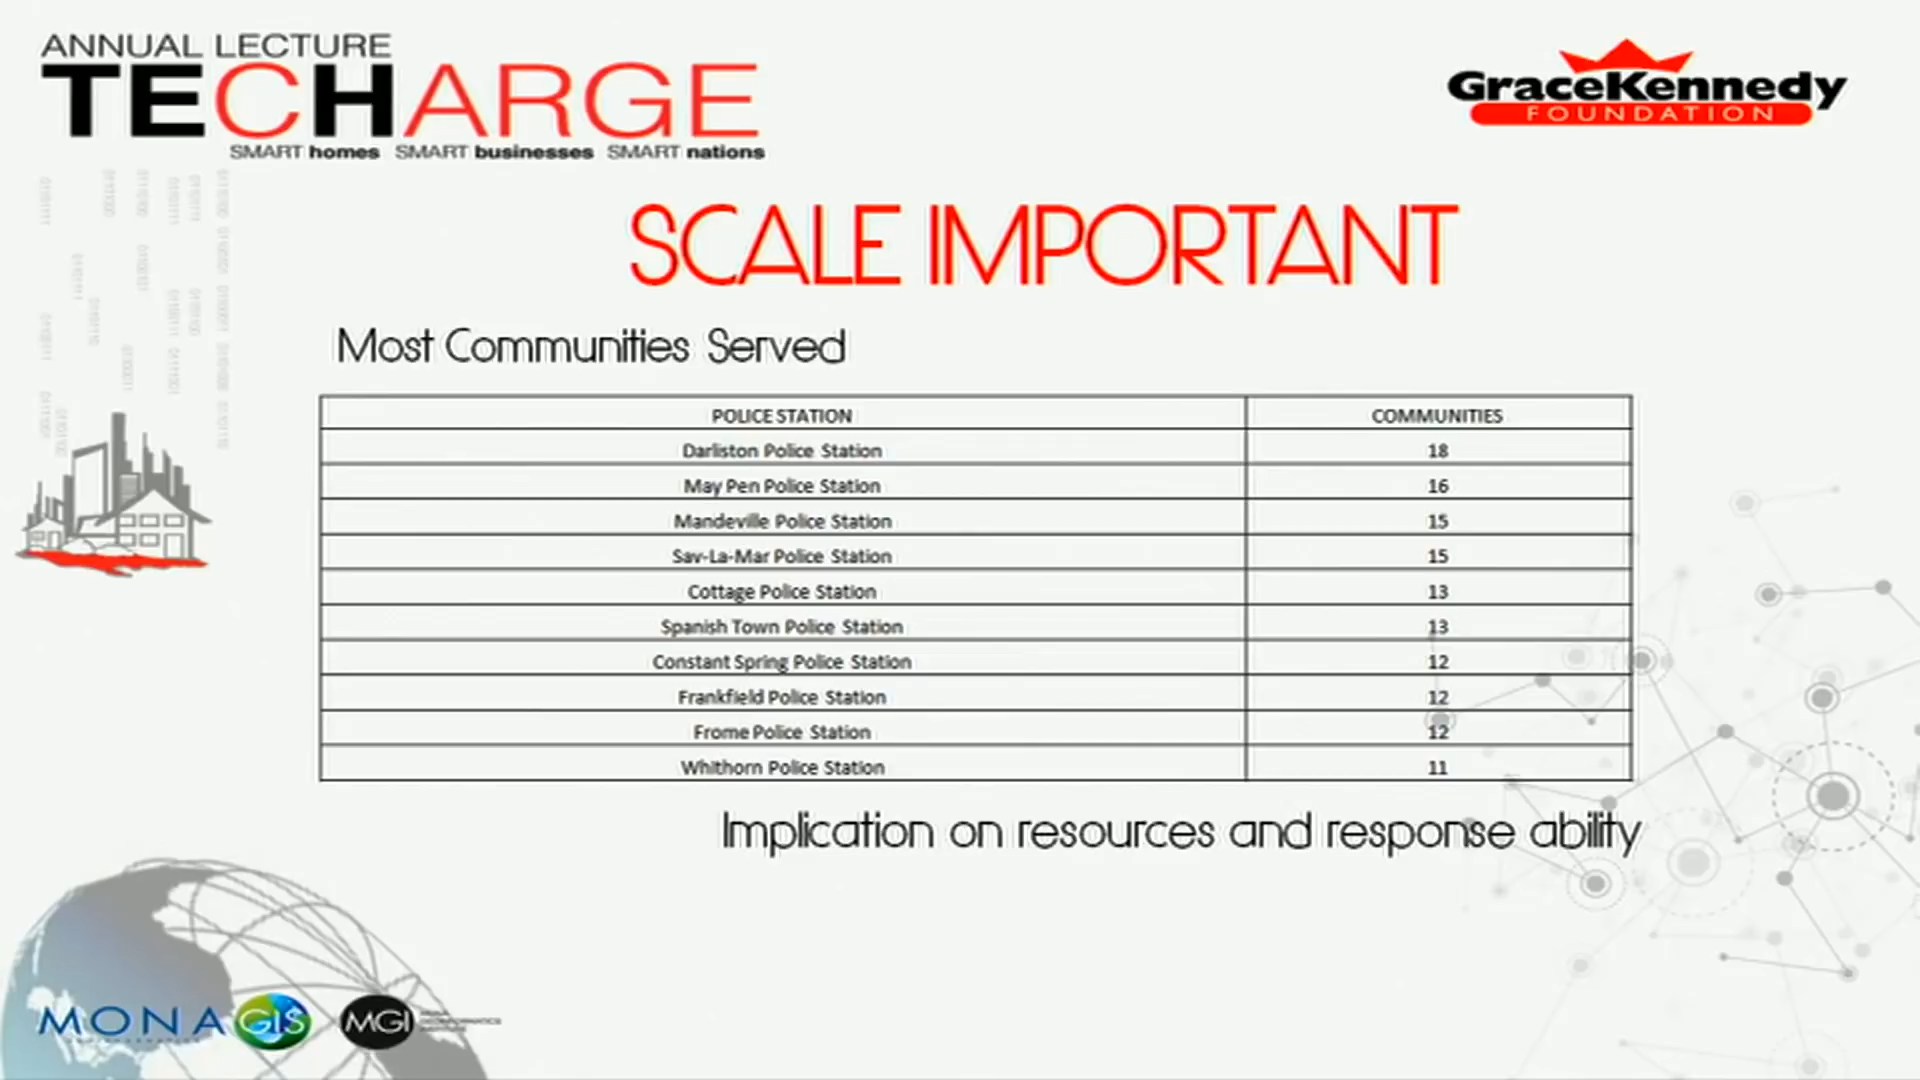 ANNUAL LECTURE
TECHARGE
SMART homes SMART businesses SMART nations
GraceKennedy
FOUNDATION
SCALE IMPORTANT
Most Communities Served
POLICE STATION COMMUNITIES
Darliston Police Station 18
May Pen Police Station 16
Mandeville Police Station 15
Sav-La-Mar Police Station 15
Cottage Police Station 13
Spanish Town Police Station 13
Constant Spring Police Station 12
Frankfield Police Station 12
Frome Police Station 12
Whithorn Police Station 11
Implication on resources and response ability
MONA GIS
MGI